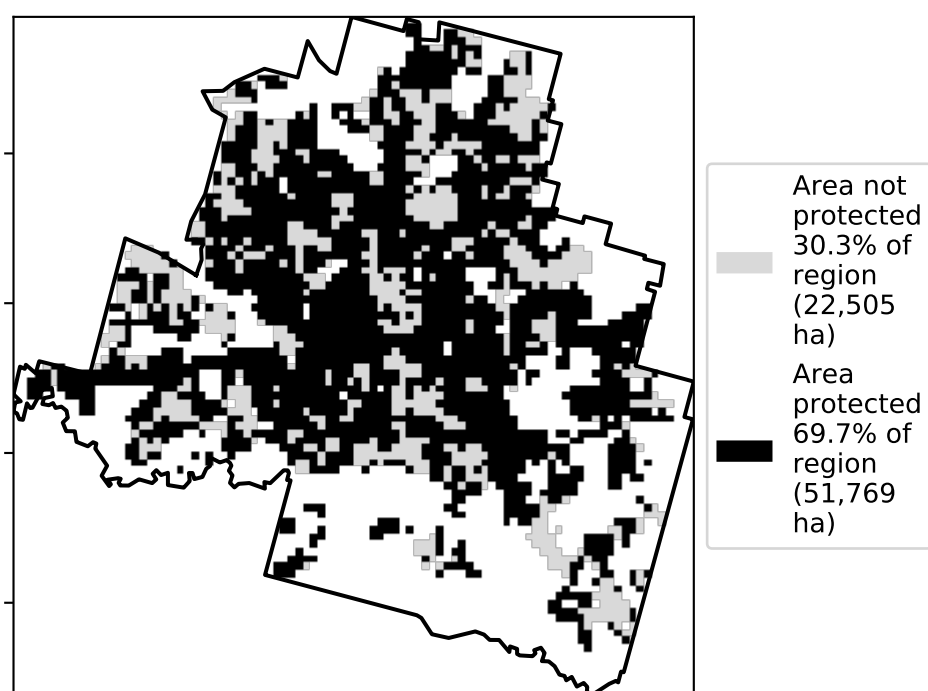 Area not
protected
30.3% of
region
(22,505
ha)
Area
protected
69.7% of
region
(51,769
ha)